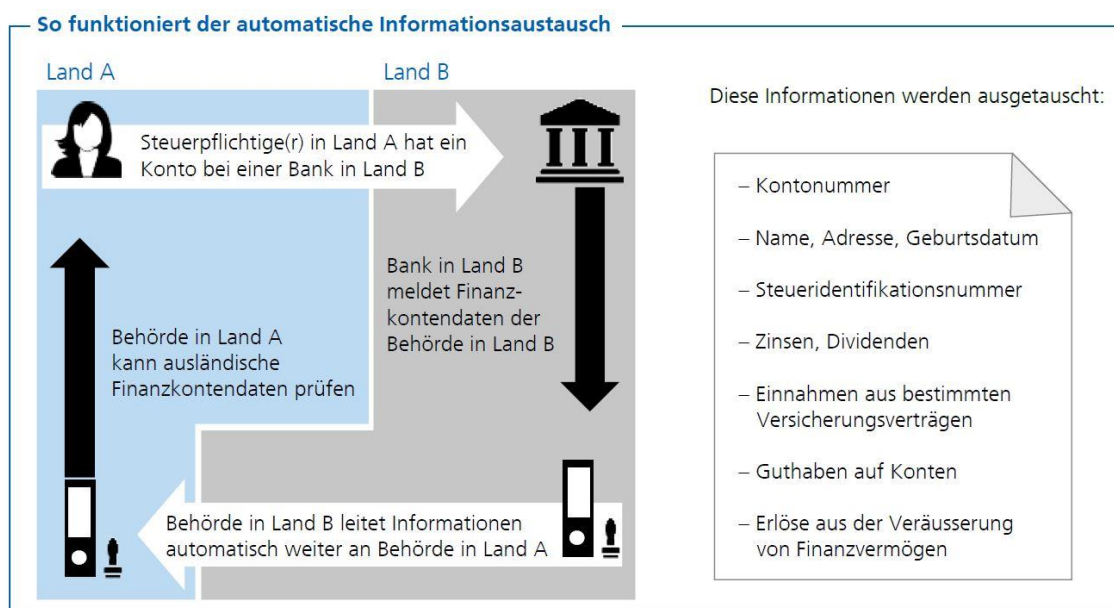 So funktioniert der automatische Informationsaustausch
Land A
Land B
Steuerpflichtige(r) in Land A hat ein
Konto bei einer Bank in Land B
Bank in Land B
meldet Finanz-
kontendaten der
Behörde in Land B
Behörde in Land B leitet Informationen
automatisch weiter an Behörde in Land A
Behörde in Land A
kann ausländische
Finanzkontendaten prüfen
Diese Informationen werden ausgetauscht:
– Kontonummer
– Name, Adresse, Geburtsdatum
– Steueridentifikationsnummer
– Zinsen, Dividenden
– Einnahmen aus bestimmten
Versicherungsverträgen
– Guthaben auf Konten
– Erlöse aus der Veräusserung
von Finanzvermögen